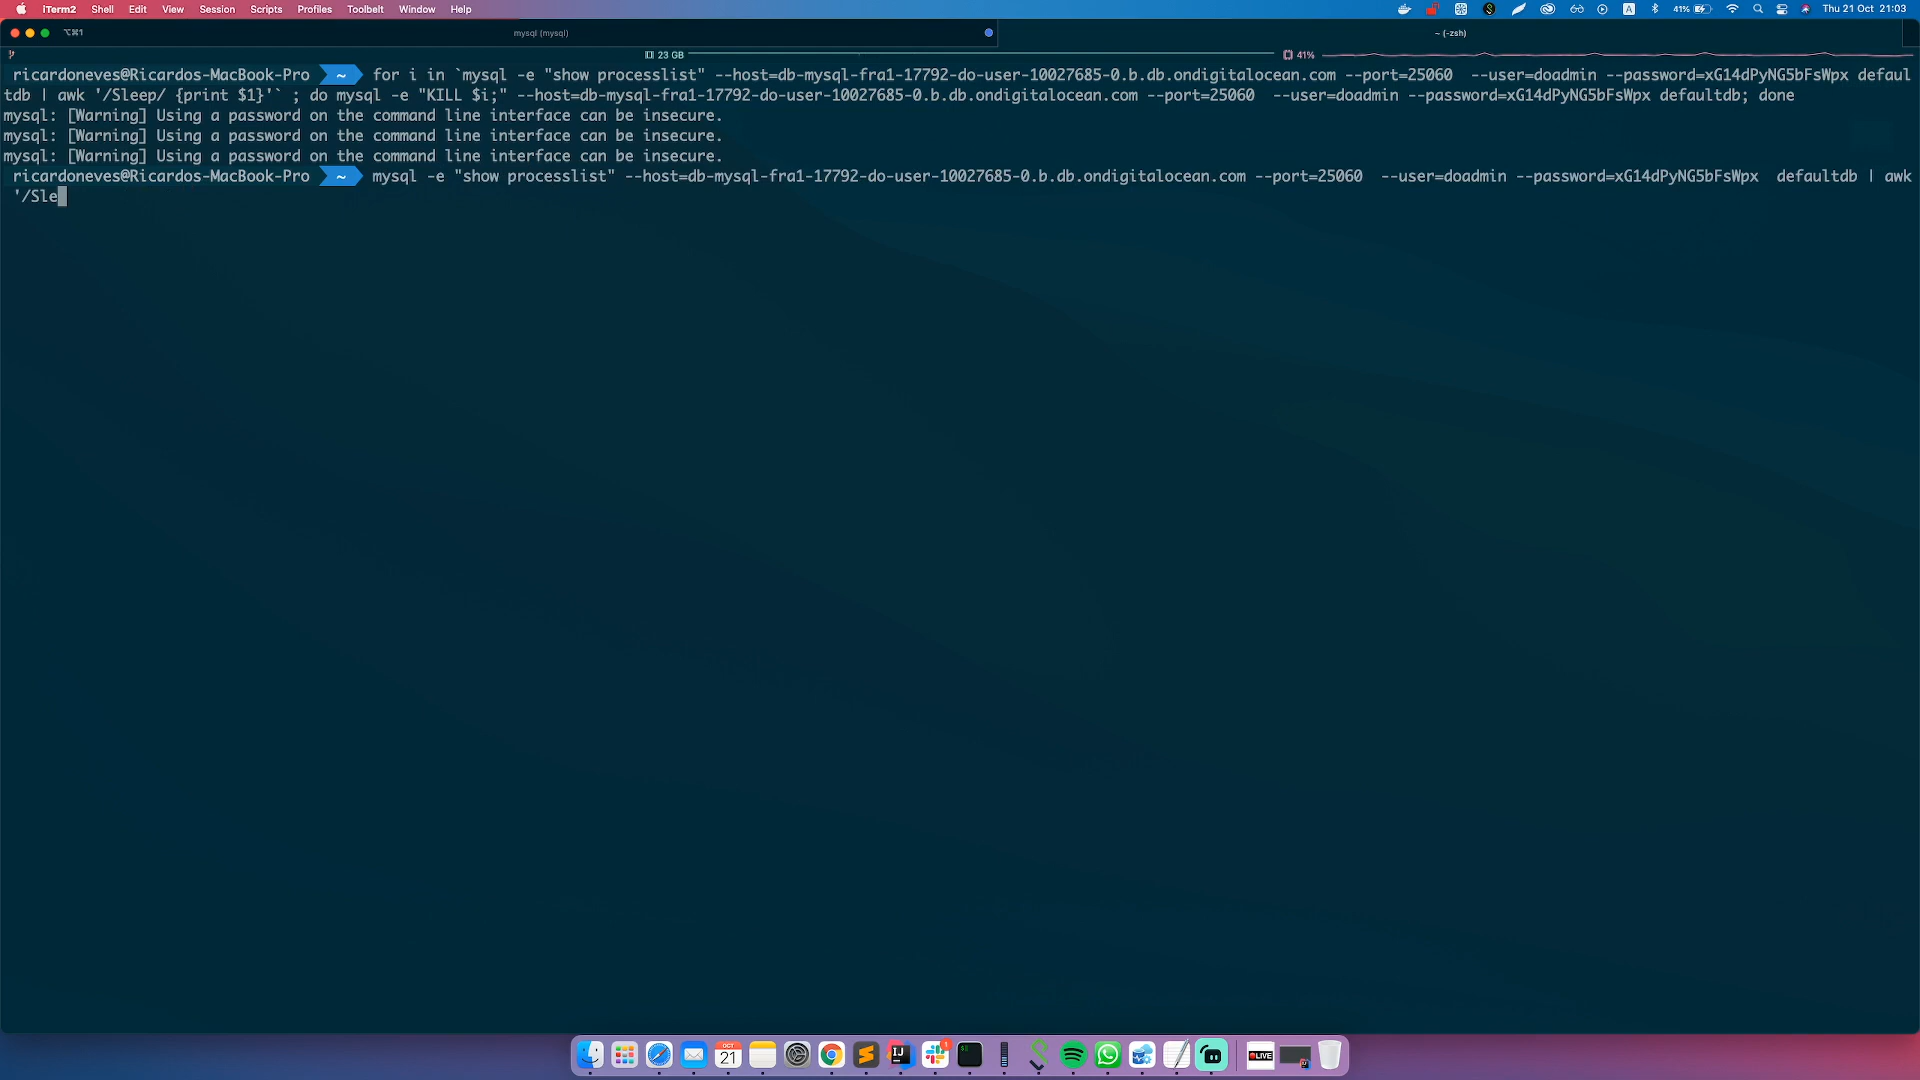 iTerm2 Shell Edit View Session Scripts Profiles Toolbelt Window Help 41% Thu 21 Oct 21:03
⌥⌘1 mysql (mysql) ~ (-zsh)
23 GB 41%
ricardoneves@Ricardos-MacBook-Pro ~ for i in `mysql -e "show processlist" --host=db-mysql-fra1-17792-do-user-10027685-0.b.db.ondigitalocean.com --port=25060  --user=doadmin --password=xG14dPyNG5bFsWpx defaul
tdb | awk '/Sleep/ {print $1}'` ; do mysql -e "KILL $i;" --host=db-mysql-fra1-17792-do-user-10027685-0.b.db.ondigitalocean.com --port=25060  --user=doadmin --password=xG14dPyNG5bFsWpx defaultdb; done
mysql: [Warning] Using a password on the command line interface can be insecure.
mysql: [Warning] Using a password on the command line interface can be insecure.
mysql: [Warning] Using a password on the command line interface can be insecure.
ricardoneves@Ricardos-MacBook-Pro ~ mysql -e "show processlist" --host=db-mysql-fra1-17792-do-user-10027685-0.b.db.ondigitalocean.com --port=25060  --user=doadmin --password=xG14dPyNG5bFsWpx  defaultdb | awk
'/Sle
OCT
21 IJ 1 LIVE